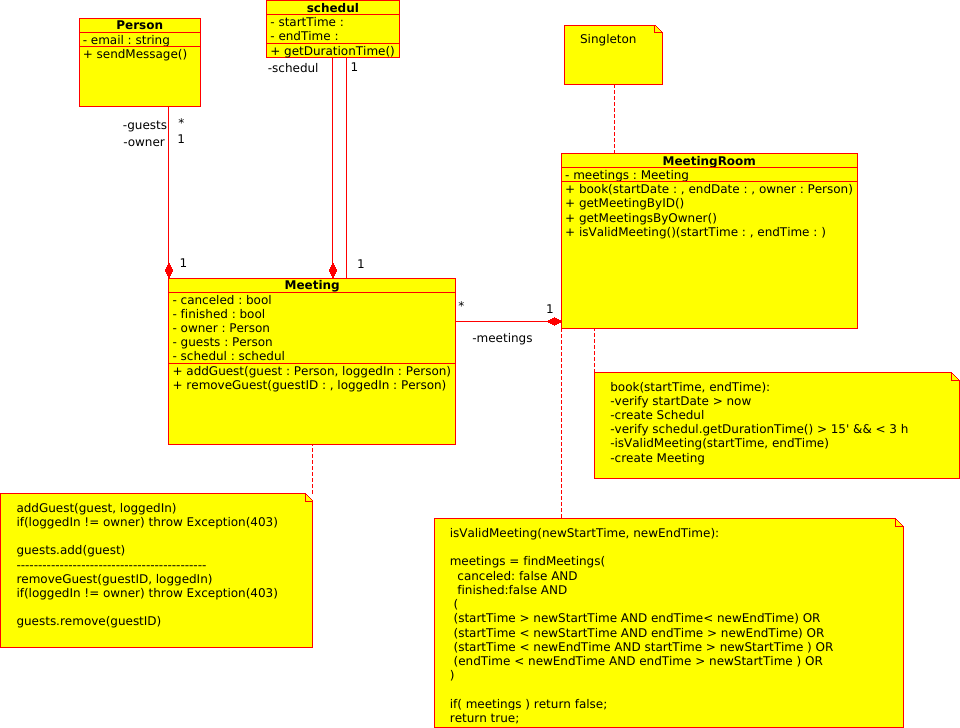 Person
- email : string
+ sendMessage()
schedul
- startTime :
- endTime :
+ getDurationTime()
Singleton
-schedul
1
-guests
*
-owner
1
MeetingRoom
- meetings : Meeting
+ book(startDate : , endDate : , owner : Person)
+ getMeetingByID()
+ getMeetingsByOwner()
+ isValidMeeting()(startTime : , endTime : )
1
1
Meeting
- canceled : bool
- finished : bool
- owner : Person
- guests : Person
- schedul : schedul
+ addGuest(guest : Person, loggedIn : Person)
+ removeGuest(guestID : , loggedIn : Person)
*
1
-meetings
book(startTime, endTime):
-verify startDate > now
-create Schedul
-verify schedul.getDurationTime() > 15' && < 3 h
-isValidMeeting(startTime, endTime)
-create Meeting
addGuest(guest, loggedIn)
if(loggedIn != owner) throw Exception(403)
guests.add(guest)
--------------------------------------------
removeGuest(guestID, loggedIn)
if(loggedIn != owner) throw Exception(403)
guests.remove(guestID)
isValidMeeting(newStartTime, newEndTime):
meetings = findMeetings(
canceled: false AND
finished:false AND
(
(startTime > newStartTime AND endTime< newEndTime) OR
(startTime < newStartTime AND endTime > newEndTime) OR
(startTime < newEndTime AND startTime > newStartTime ) OR
(endTime < newEndTime AND endTime > newStartTime ) OR
)
if( meetings ) return false;
return true;